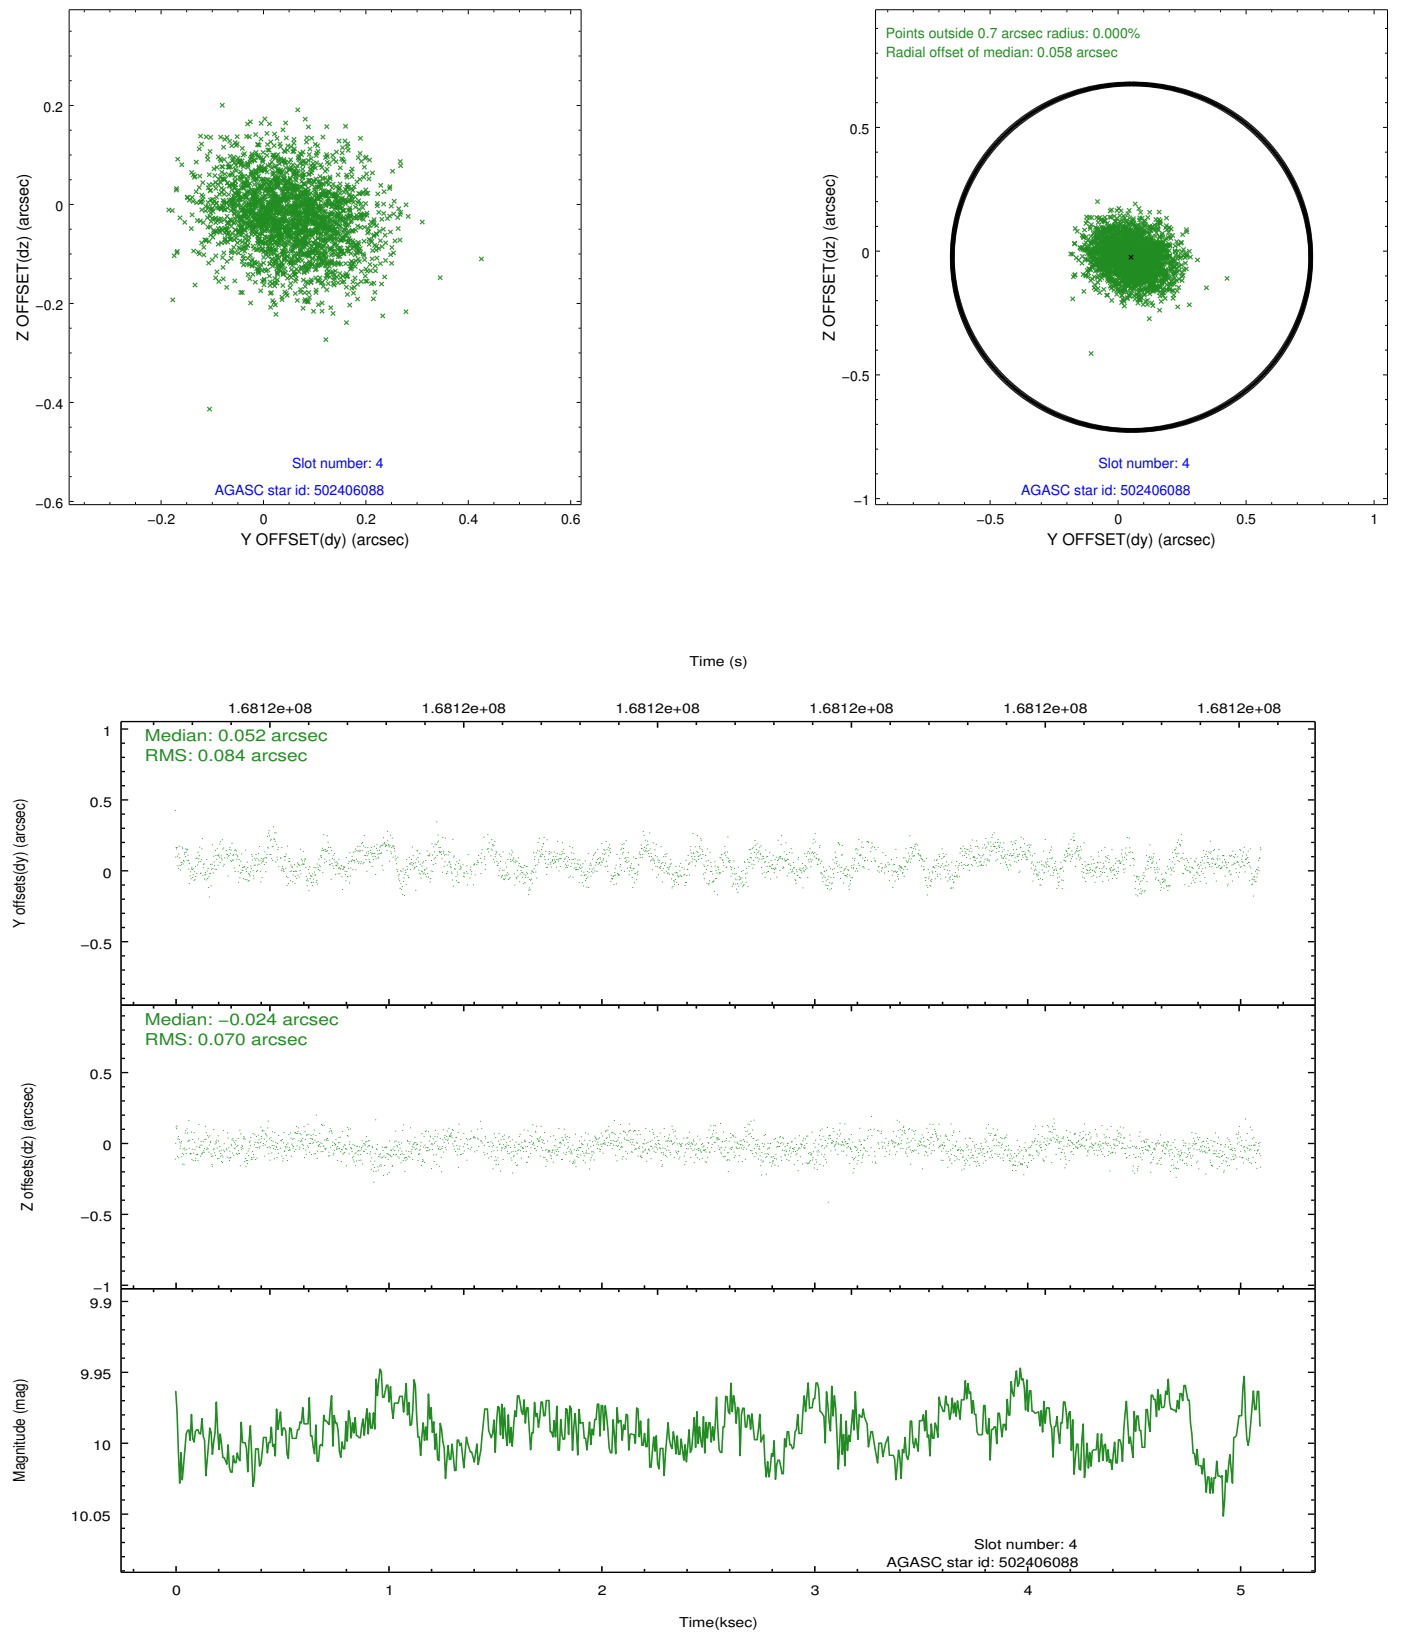 0.2
0
−0.2
−0.4
−0.6
Z OFFSET(dz) (arcsec)
Slot number: 4
AGASC star id: 502406088
−0.2 0 0.2 0.4 0.6
Y OFFSET(dy) (arcsec)
Points outside 0.7 arcsec radius: 0.000%
Radial offset of median: 0.058 arcsec
0.5
0
−0.5
−1
Z OFFSET(dz) (arcsec)
Slot number: 4
AGASC star id: 502406088
−0.5 0 0.5 1
Y OFFSET(dy) (arcsec)
Time (s)
1.6812e+08 1.6812e+08 1.6812e+08 1.6812e+08 1.6812e+08 1.6812e+08
Median: 0.052 arcsec
RMS: 0.084 arcsec
1
0.5
0
−0.5
Y offsets(dy) (arcsec)
Median: −0.024 arcsec
RMS: 0.070 arcsec
0.5
0
−0.5
−1
Z offsets(dz) (arcsec)
9.9
9.95
10
10.05
Magnitude (mag)
Slot number: 4
AGASC star id: 502406088
0 1 2 3 4 5
Time(ksec)